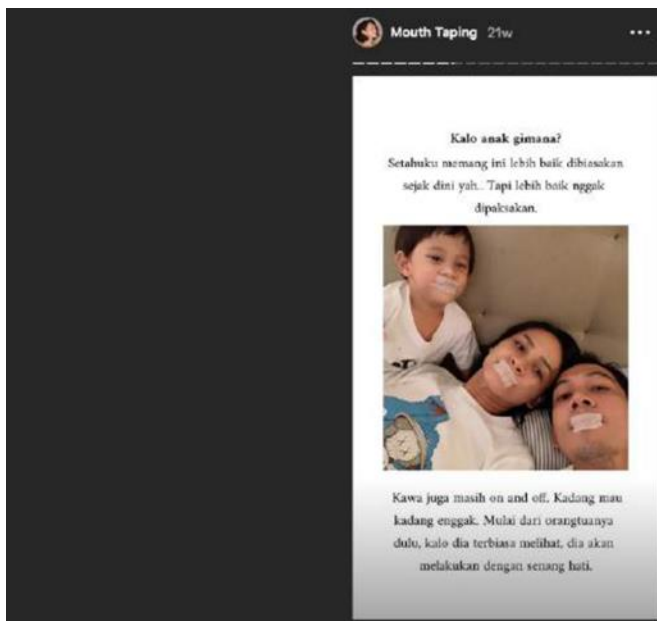 Mouth Taping 21w
Kalo anak gimana?
Setahuku memang ini lebih baik dibiasakan
sejak dini yah.. Tapi lebih baik nggak
dipaksakan.
Kawa juga masih on and off. Kadang mau
kadang enggak. Mulai dari orangtuanya
dulu, kalo dia terbiasa melihat, dia akan
melakukan dengan senang hati.